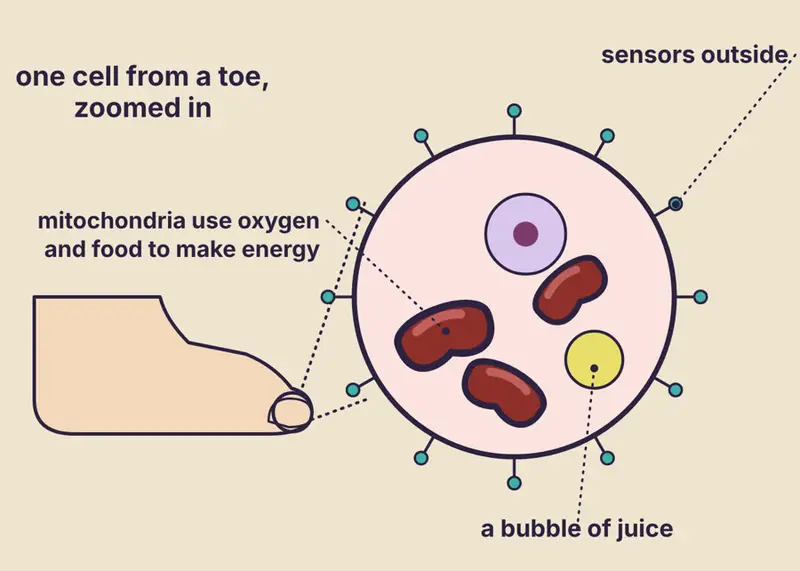 one cell from a toe,
zoomed in
sensors outside
mitochondria use oxygen
and food to make energy
a bubble of juice